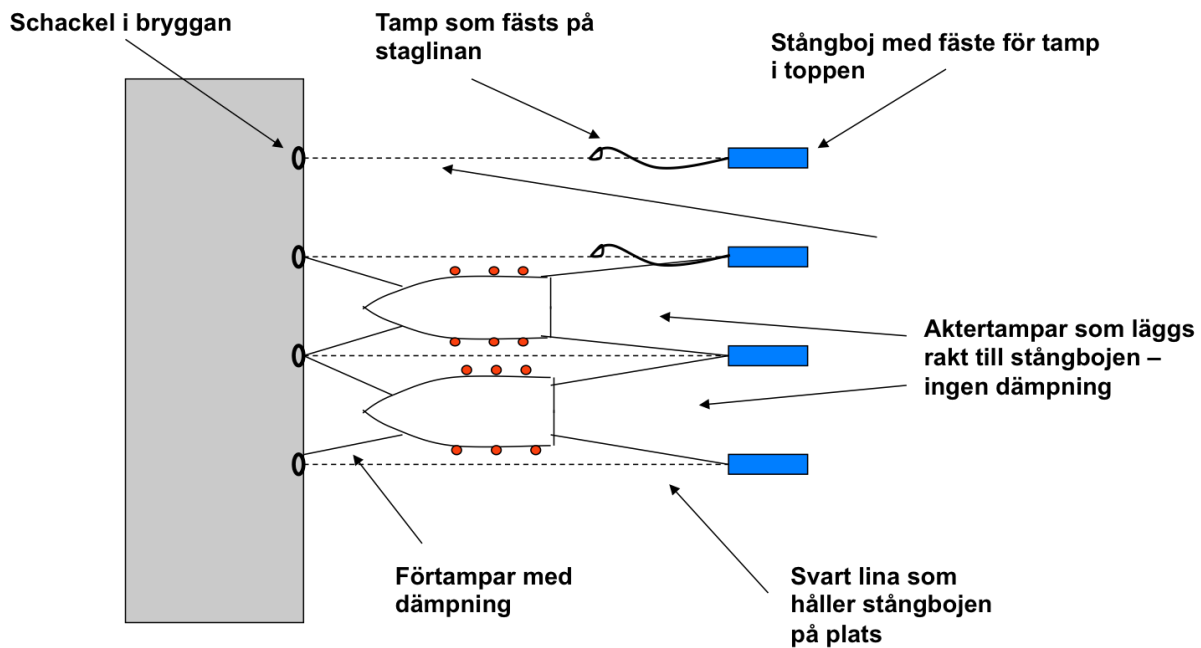 Schackel i bryggan
Tamp som fästs på
staglinan
Stångboj med fäste för tamp
i toppen
Aktertampar som läggs
rakt till stångbojen –
ingen dämpning
Förtampar med
dämpning
Svart lina som
håller stångbojen
på plats